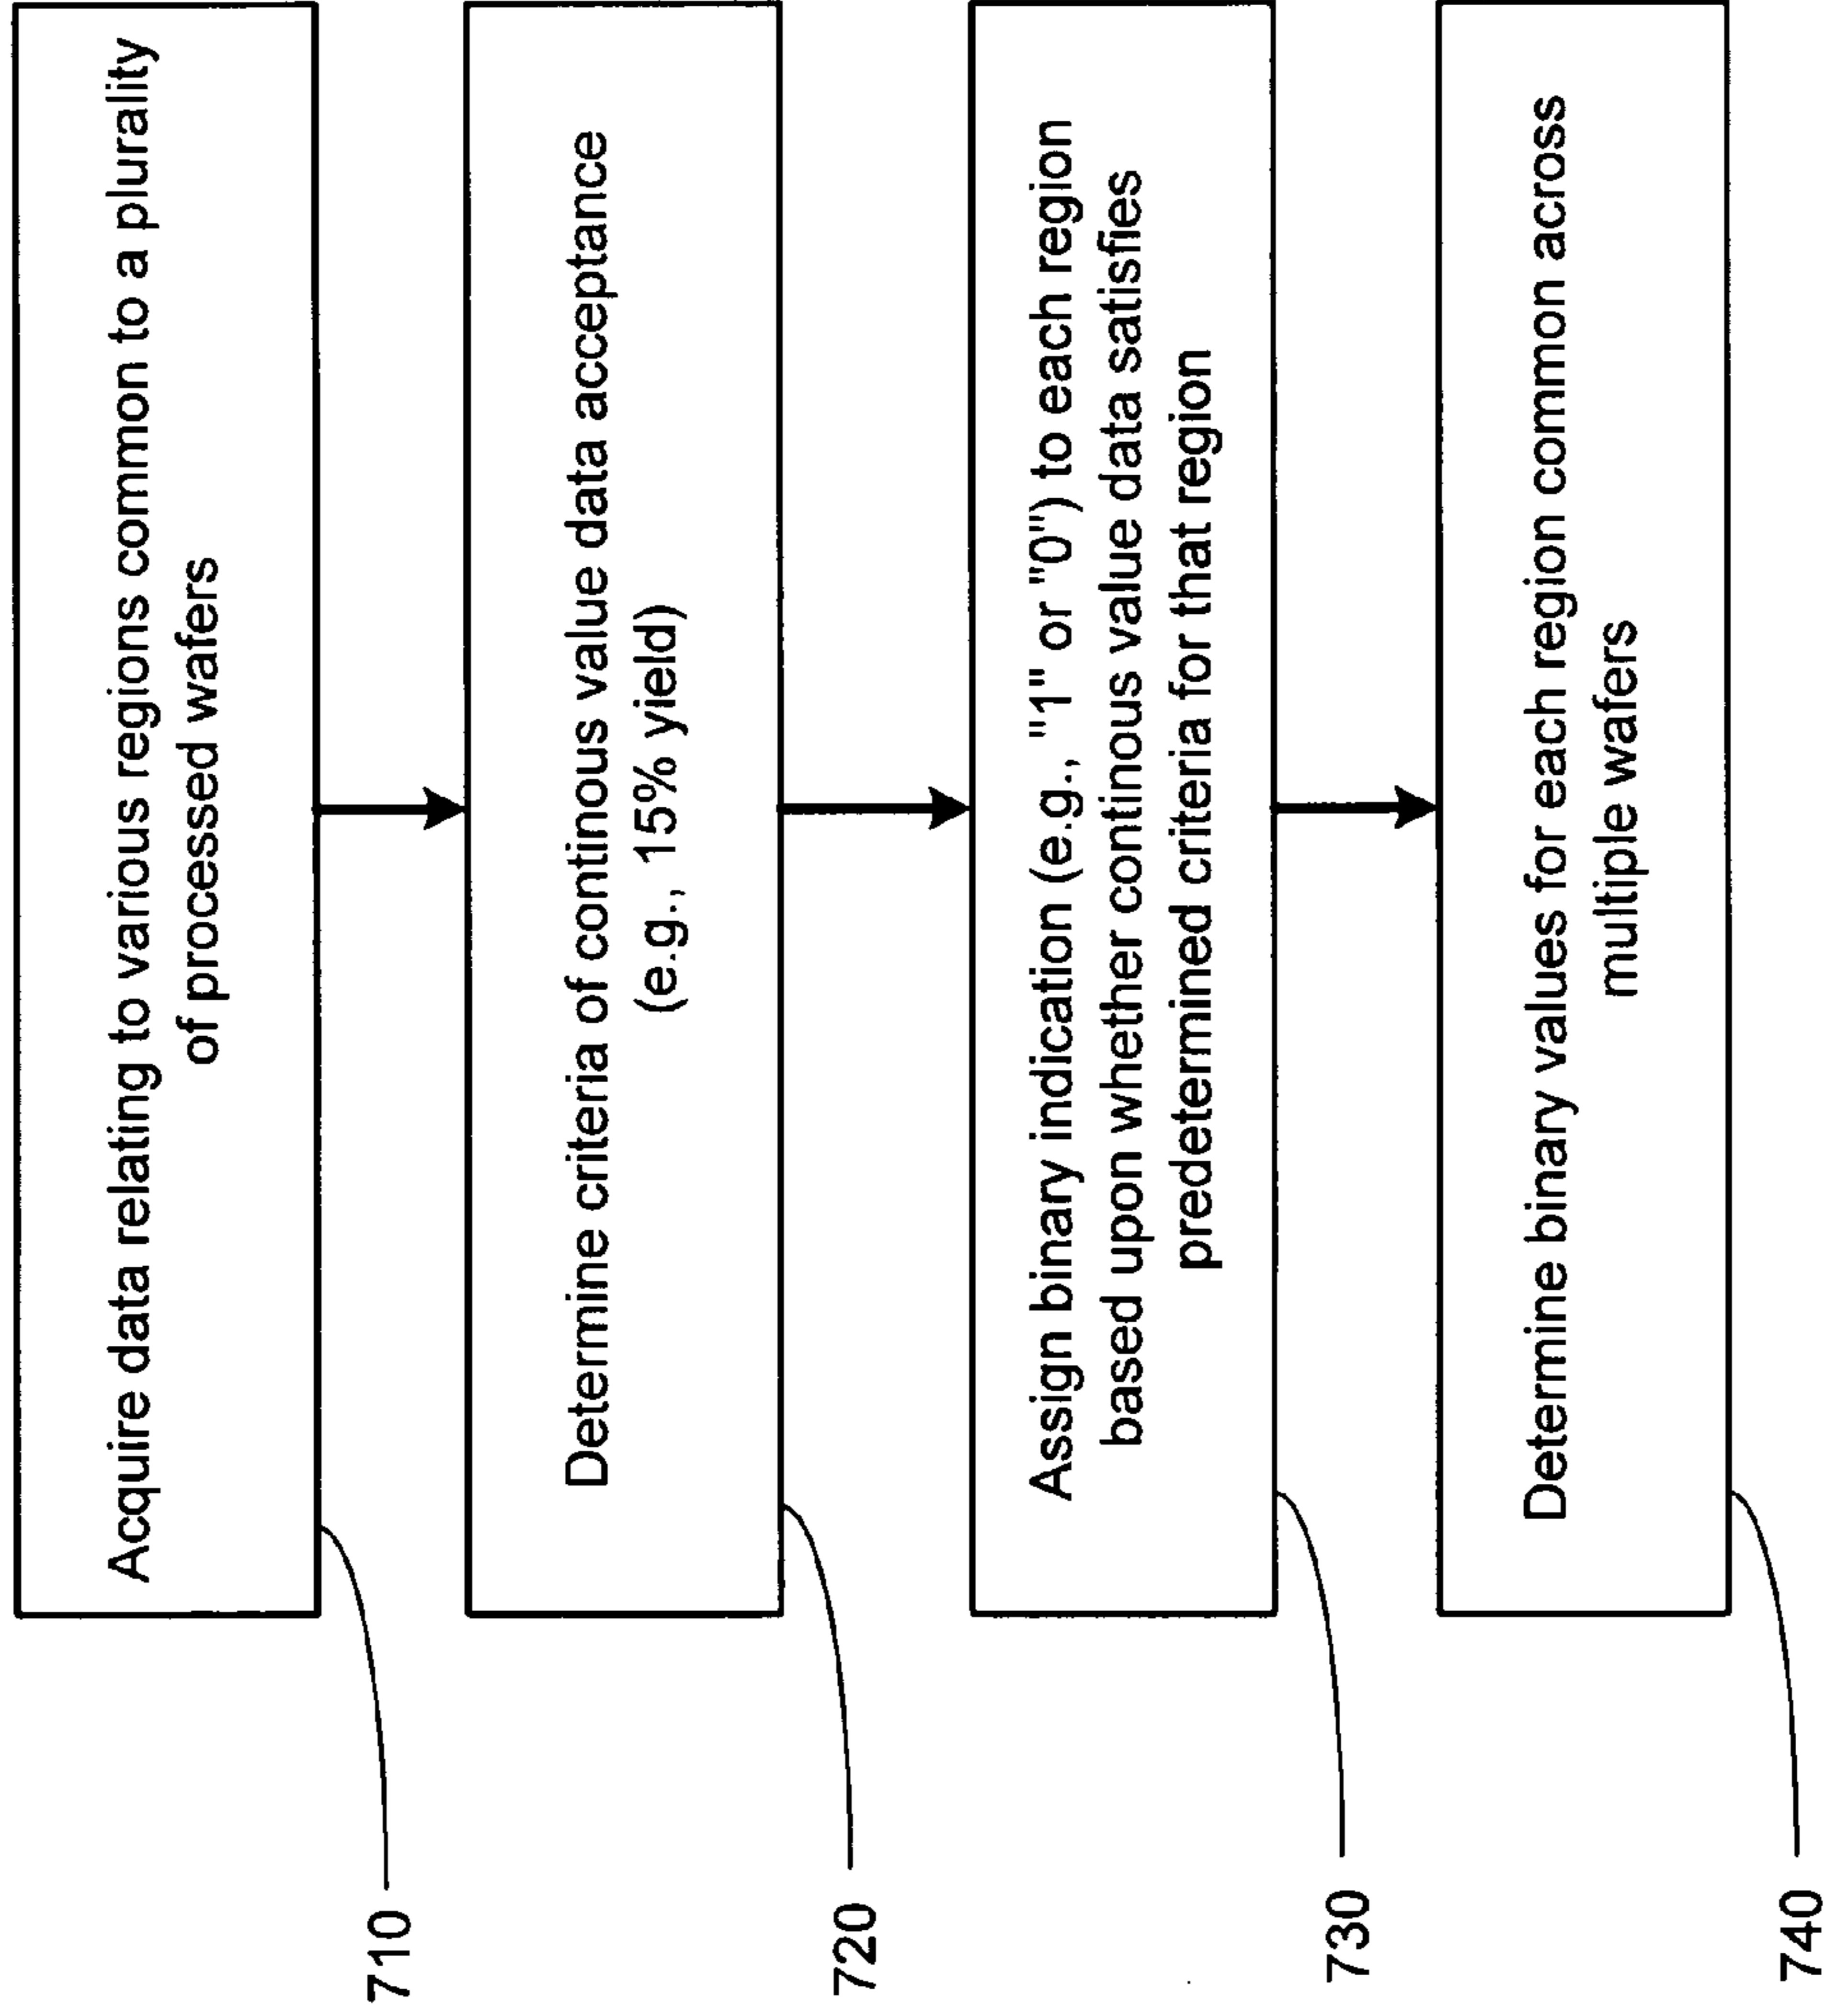 Acquire data relating to various regions common to a plurality
of processed wafers
710
Determine criteria of continous value data acceptance
(e.g., 15% yield)
720
Assign binary indication (e.g., "1" or "0") to each region
based upon whether continous value data satisfies
predetermined criteria for that region
730
Determine binary values for each region common across
multiple wafers
740